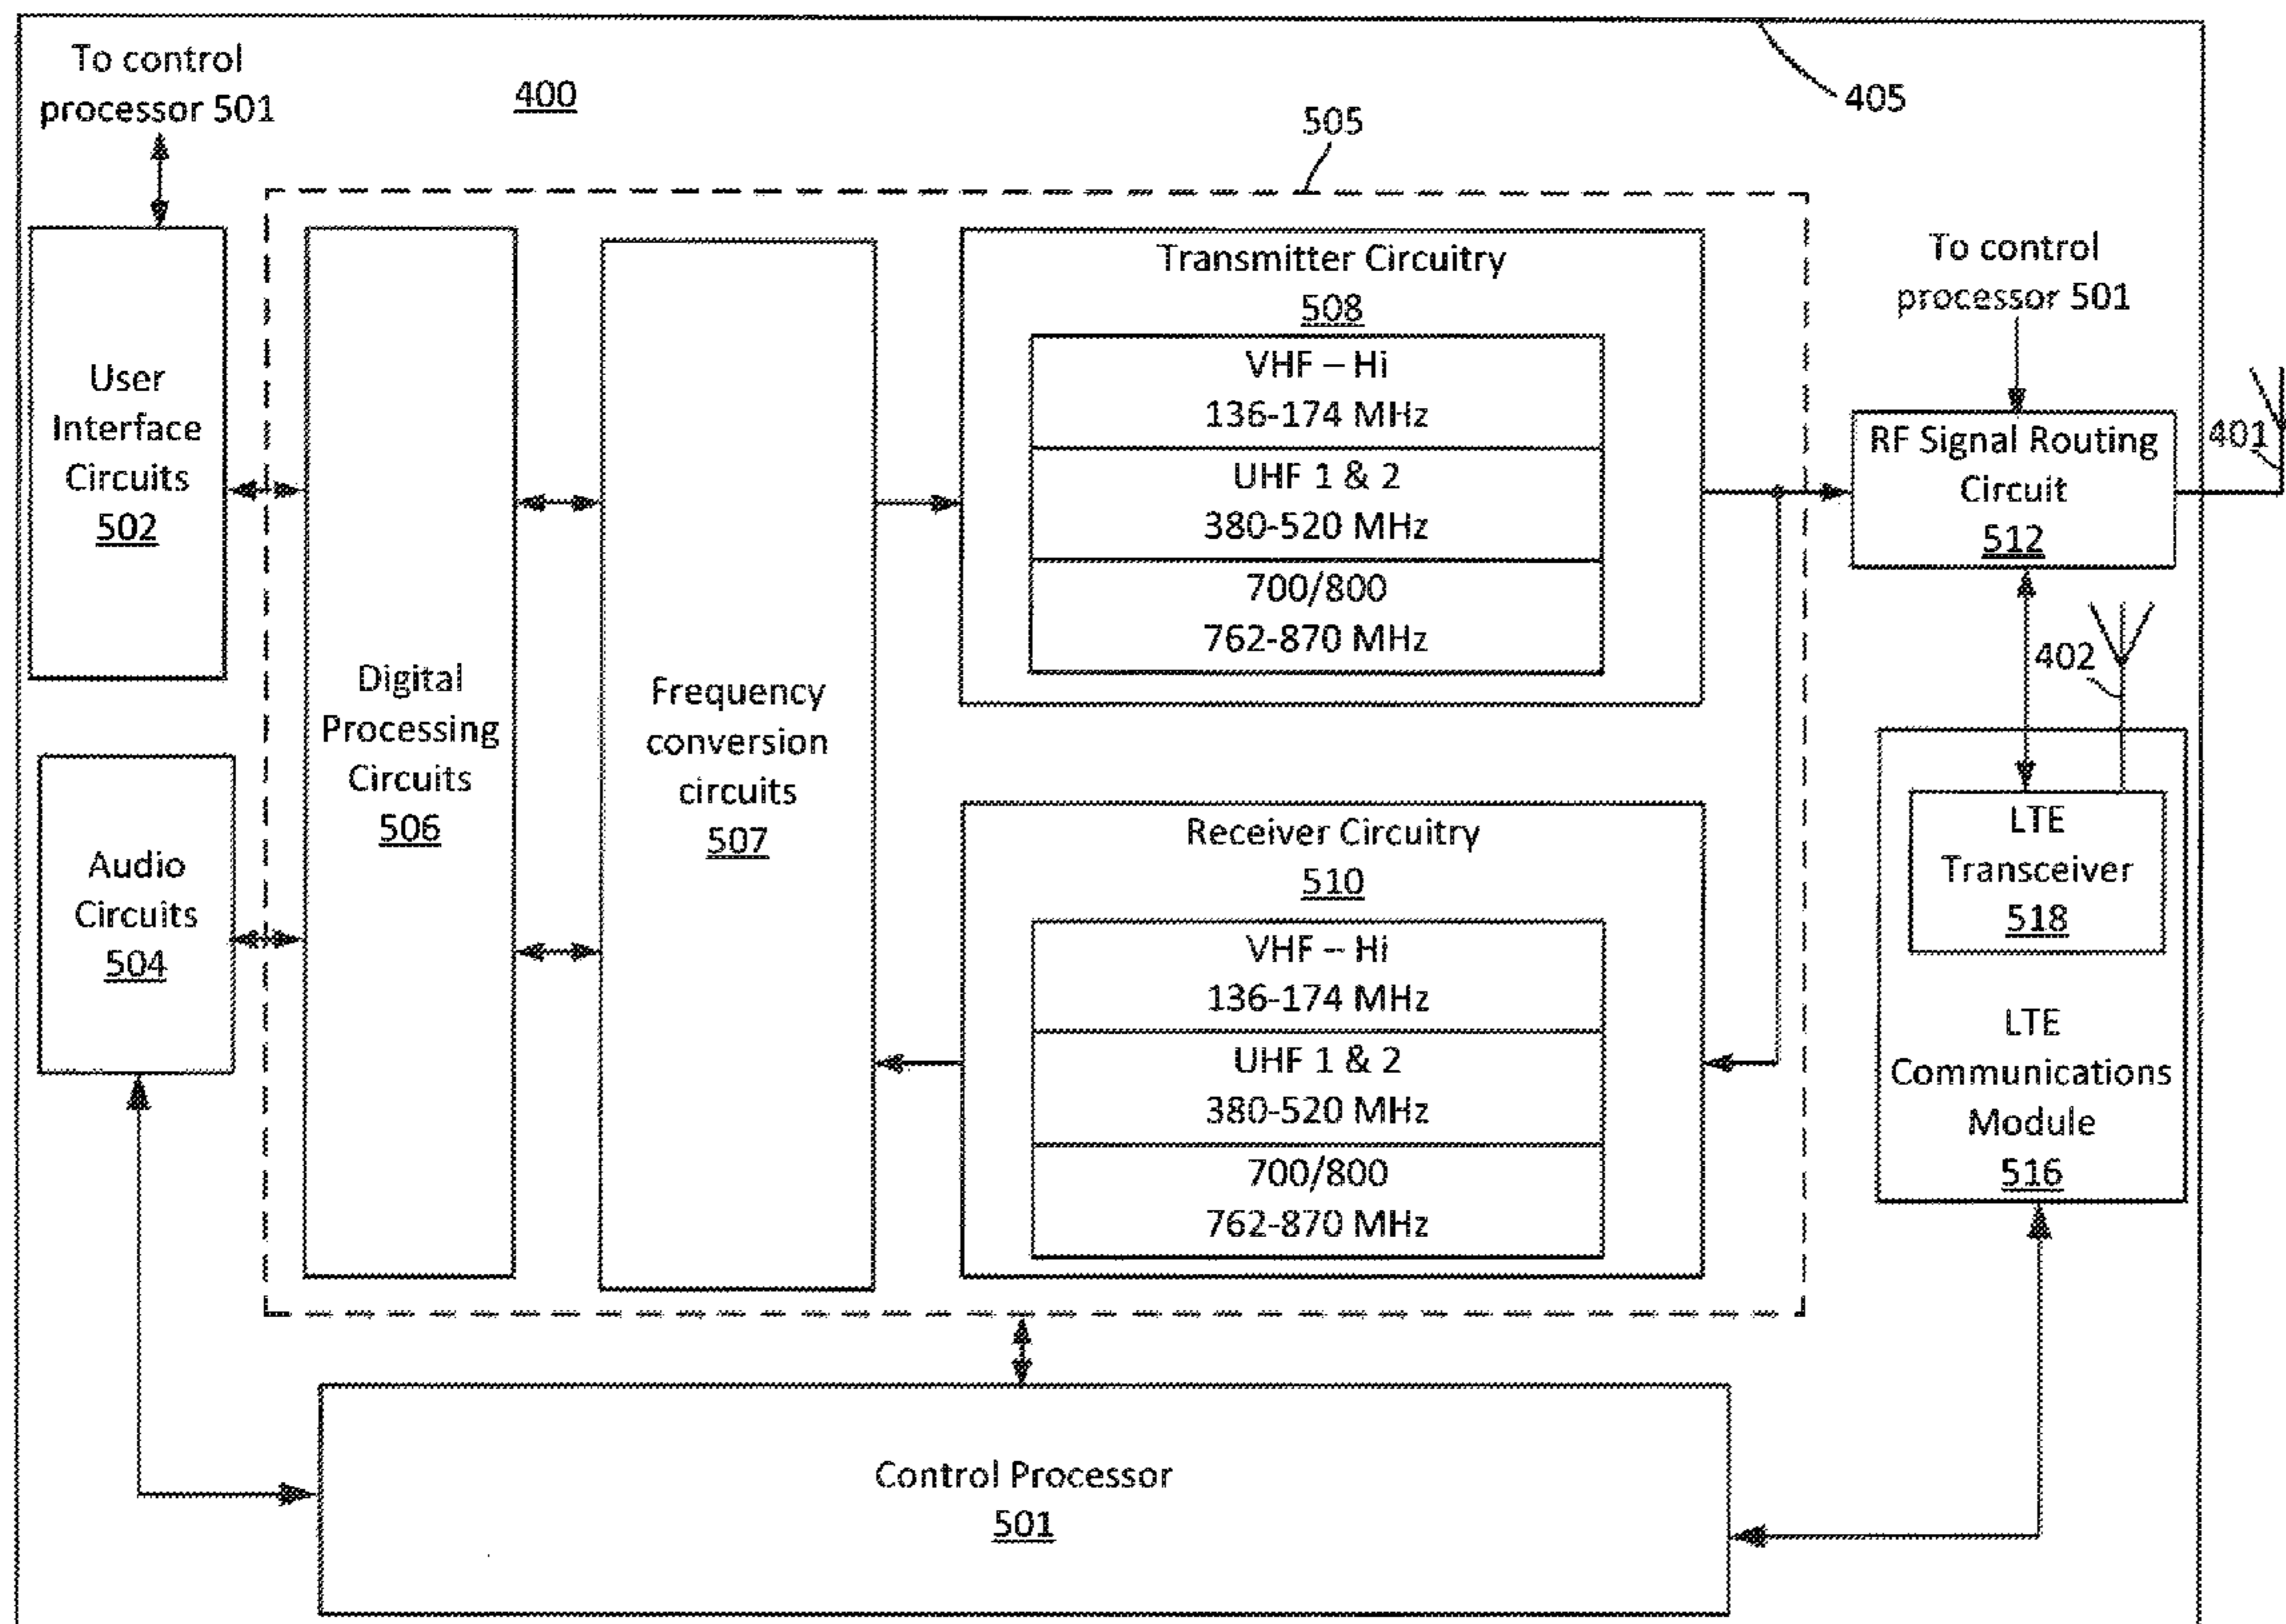 To control
processor 501
400
405
505
User
Interface
Circuits
502
Audio
Circuits
504
Digital
Processing
Circuits
506
Frequency
conversion
circuits
507
Transmitter Circuitry
508
VHF – Hi
136-174 MHz
UHF 1 & 2
380-520 MHz
700/800
762-870 MHz
Receiver Circuitry
510
VHF – Hi
136-174 MHz
UHF 1 & 2
380-520 MHz
700/800
762-870 MHz
To control
processor 501
RF Signal Routing
Circuit
512
401
402
LTE
Transceiver
518
LTE
Communications
Module
516
Control Processor
501